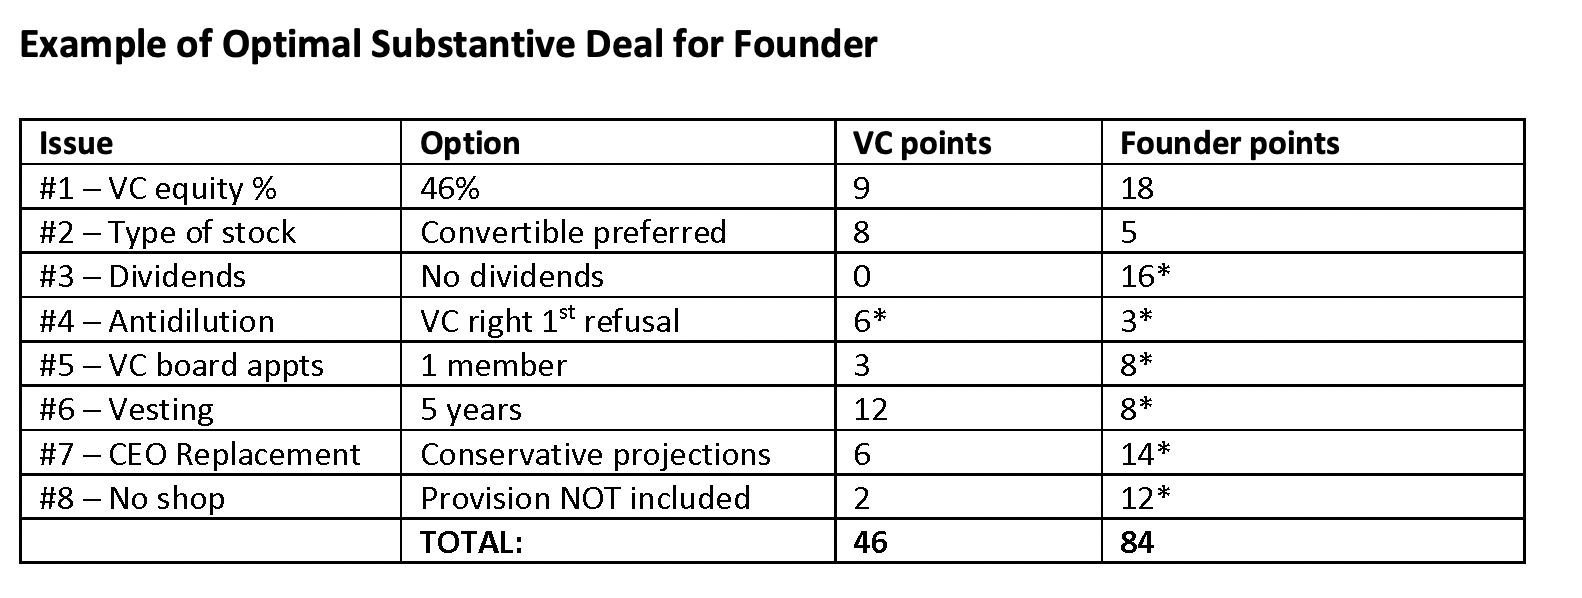 Example of Optimal Substantive Deal for Founder
Issue Option VC points Founder points
#1 – VC equity % 46% 9 18
#2 – Type of stock Convertible preferred 8 5
#3 – Dividends No dividends 0 16*
#4 – Antidilution VC right 1st refusal 6* 3*
#5 – VC board appts 1 member 3 8*
#6 – Vesting 5 years 12 8*
#7 – CEO Replacement Conservative projections 6 14*
#8 – No shop Provision NOT included 2 12*
TOTAL: 46 84